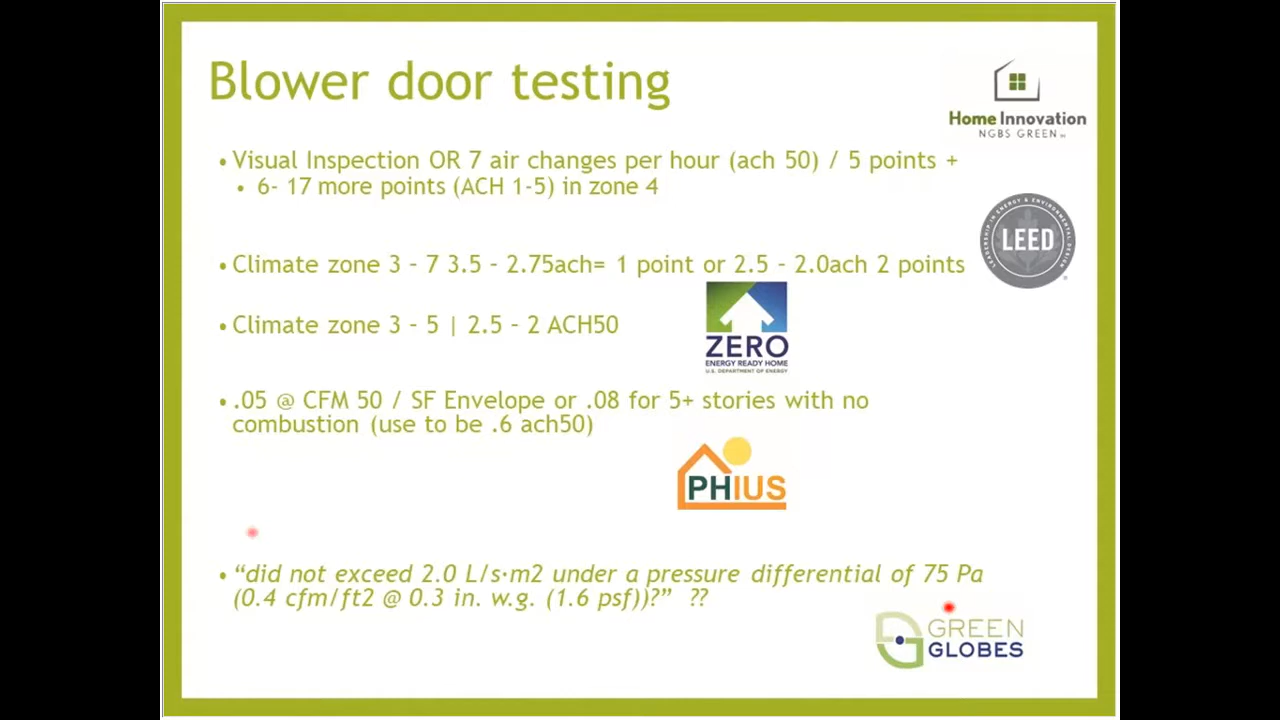 Blower door testing
Home Innovation
NGBS GREEN
• Visual Inspection OR 7 air changes per hour (ach 50) / 5 points +
• 6- 17 more points (ACH 1-5) in zone 4
LEADERSHIP IN ENERGY & ENVIRONMENTAL DESIGN
LEED
• Climate zone 3 – 7 3.5 – 2.75ach= 1 point or 2.5 – 2.0ach 2 points
• Climate zone 3 – 5 | 2.5 – 2 ACH50
ZERO
ENERGY READY HOME
U.S. DEPARTMENT OF ENERGY
• .05 @ CFM 50 / SF Envelope or .08 for 5+ stories with no
combustion (use to be .6 ach50)
PHIUS
• “did not exceed 2.0 L/s·m2 under a pressure differential of 75 Pa
(0.4 cfm/ft2 @ 0.3 in. w.g. (1.6 psf))?” ??
GREEN
GLOBES